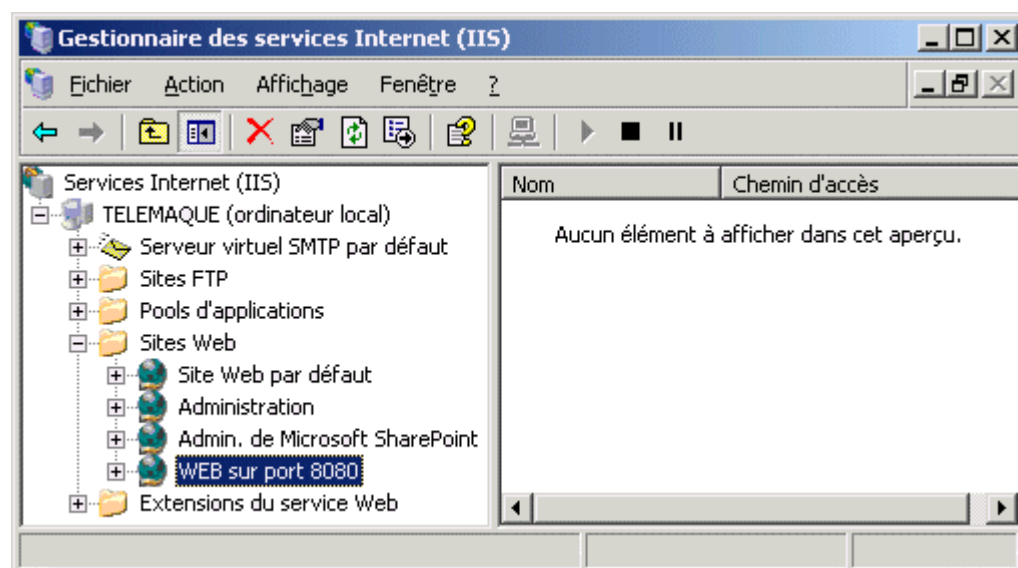 Gestionnaire des services Internet (IIS)
Fichier Action Affichage Fenêtre ?
Services Internet (IIS)
TELEMAQUE (ordinateur local)
Serveur virtuel SMTP par défaut
Sites FTP
Pools d'applications
Sites Web
Site Web par défaut
Administration
Admin. de Microsoft SharePoint
WEB sur port 8080
Extensions du service Web
Nom Chemin d'accès
Aucun élément à afficher dans cet aperçu.